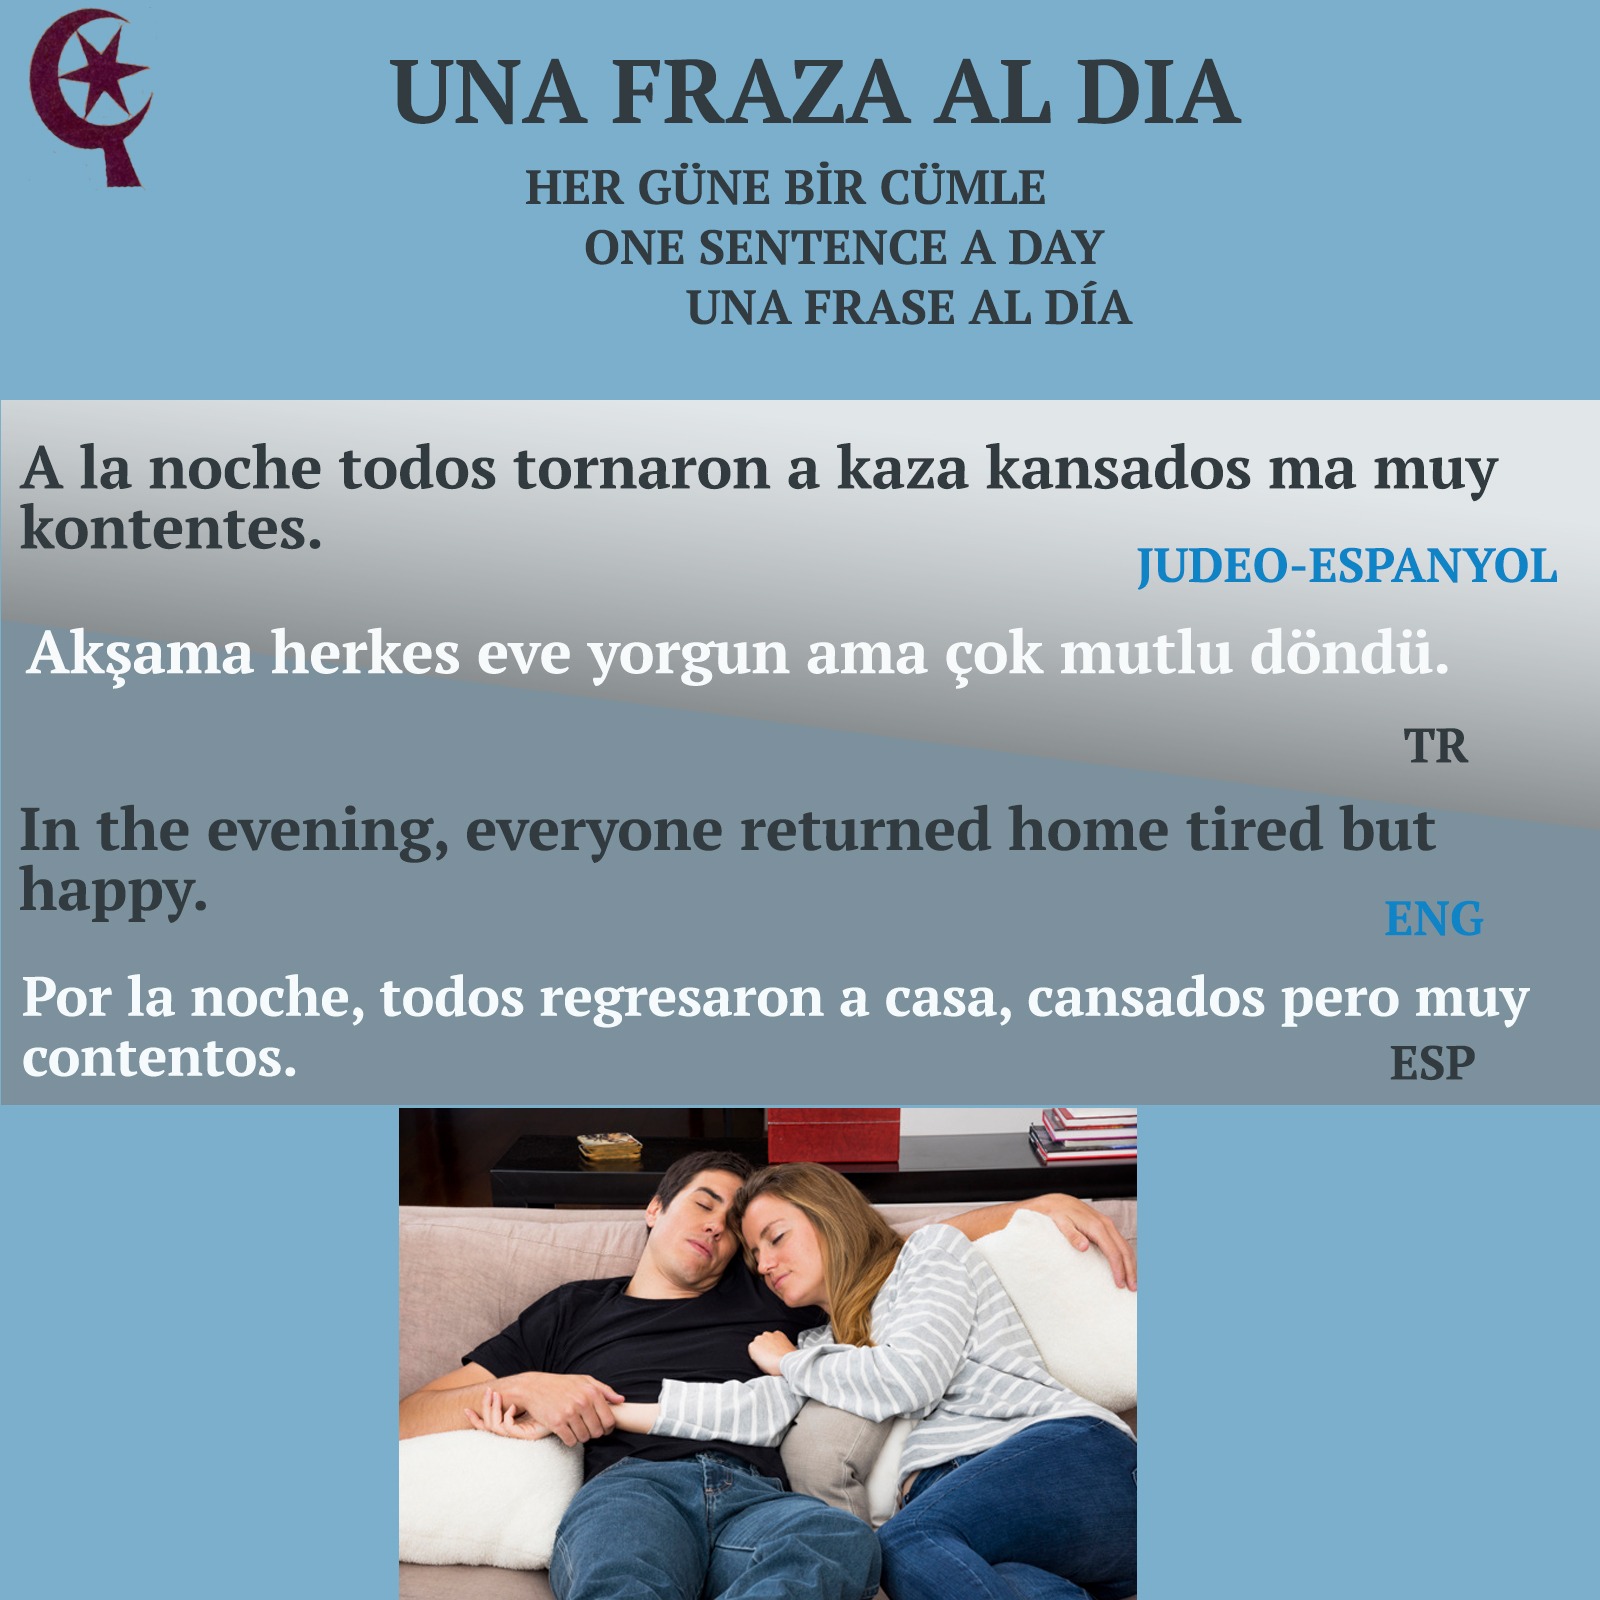 UNA FRAZA AL DIA
HER GÜNE BİR CÜMLE
ONE SENTENCE A DAY
UNA FRASE AL DÍA
A la noche todos tornaron a kaza kansados ma muy
kontentes.
JUDEO-ESPANYOL
Akşama herkes eve yorgun ama çok mutlu döndü.
TR
In the evening, everyone returned home tired but
happy.
ENG
Por la noche, todos regresaron a casa, cansados pero muy
contentos.
ESP